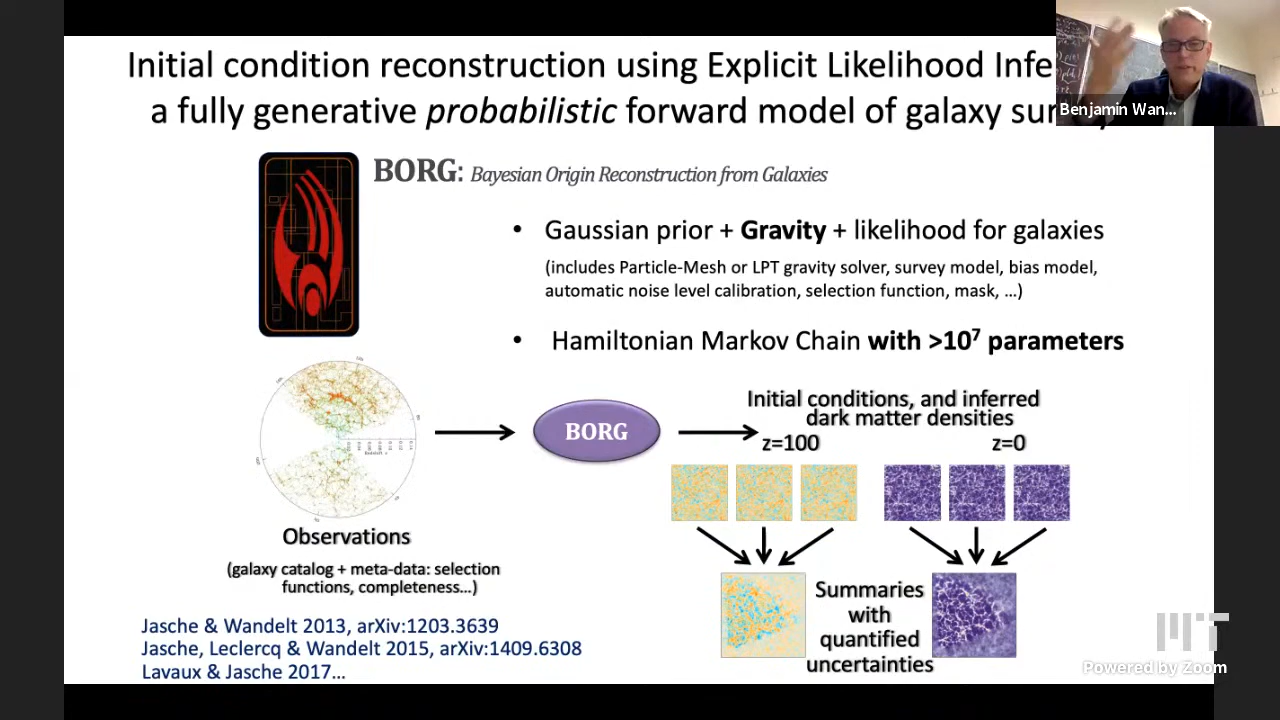 Initial condition reconstruction using Explicit Likelihood Infe
a fully generative probabilistic forward model of galaxy sur
Benjamin Wan...
BORG: Bayesian Origin Reconstruction from Galaxies
• Gaussian prior + Gravity + likelihood for galaxies
(includes Particle-Mesh or LPT gravity solver, survey model, bias model,
automatic noise level calibration, selection function, mask, …)
• Hamiltonian Markov Chain with >10⁷ parameters
BORG
Initial conditions, and inferred
dark matter densities
z=100 z=0
Observations
(galaxy catalog + meta-data: selection
functions, completeness…)
Summaries
with
quantified
uncertainties
Jasche & Wandelt 2013, arXiv:1203.3639
Jasche, Leclercq & Wandelt 2015, arXiv:1409.6308
Lavaux & Jasche 2017…
MIT
Powered by Zoom